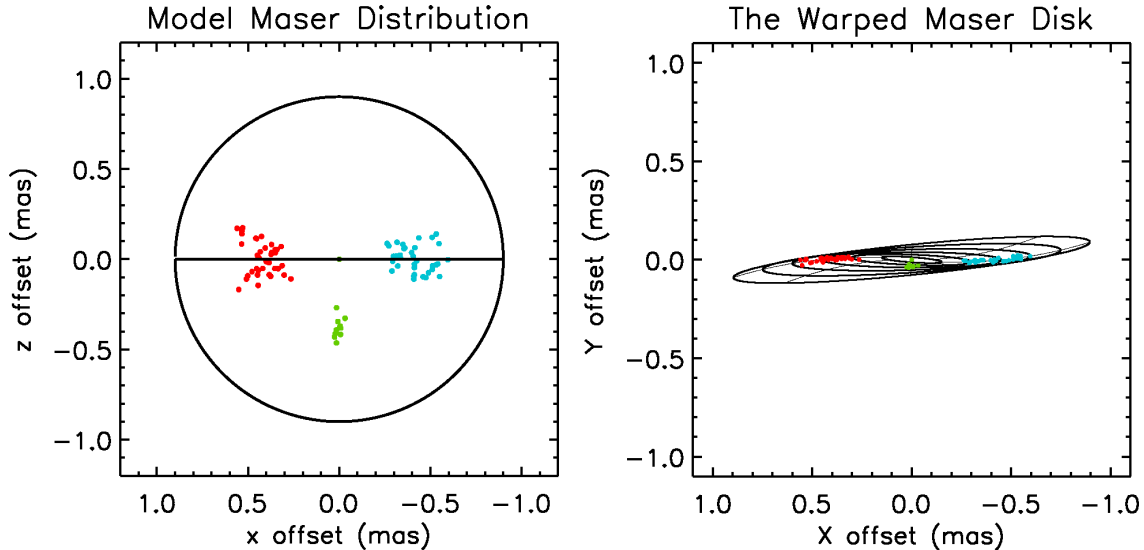 Model Maser Distribution
1.0
0.5
0.0
−0.5
−1.0
z offset (mas)
1.0 0.5 0.0 −0.5 −1.0
x offset (mas)
The Warped Maser Disk
1.0
0.5
0.0
−0.5
−1.0
Y offset (mas)
1.0 0.5 0.0 −0.5 −1.0
X offset (mas)